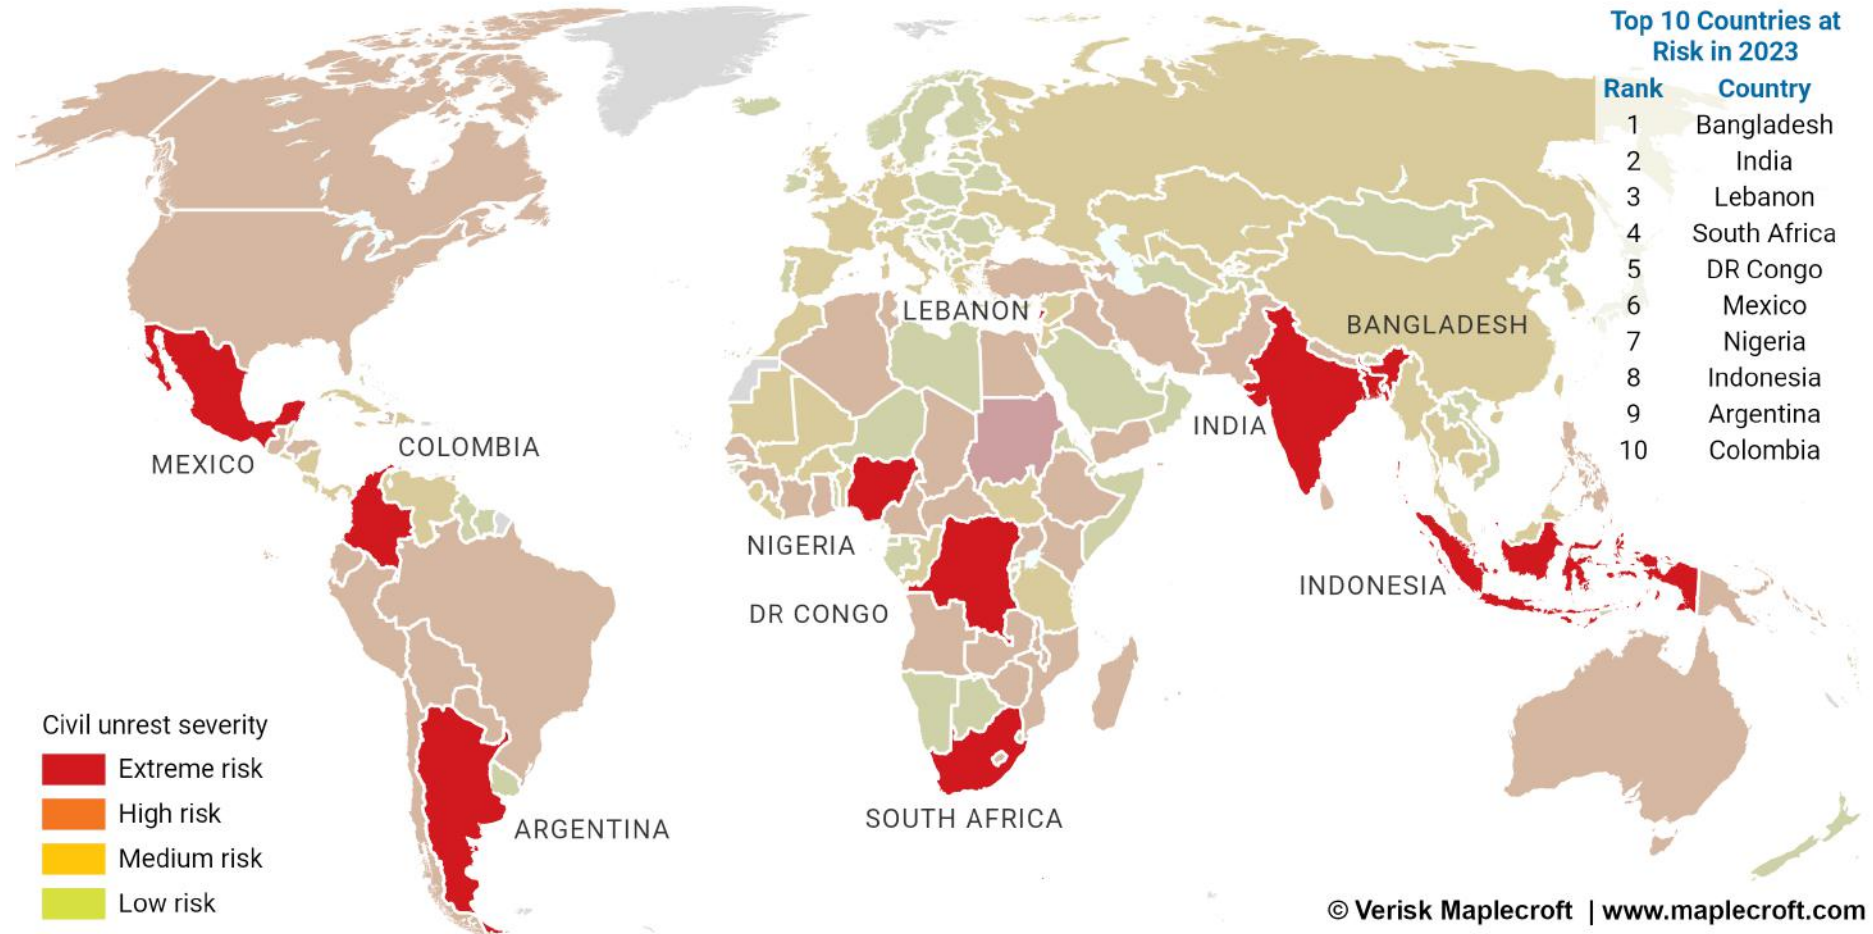 Top 10 Countries at
Risk in 2023
Rank Country
1 Bangladesh
2 India
3 Lebanon
4 South Africa
5 DR Congo
6 Mexico
7 Nigeria
8 Indonesia
9 Argentina
10 Colombia
LEBANON
BANGLADESH
INDIA
COLOMBIA
MEXICO
NIGERIA
INDONESIA
DR CONGO
SOUTH AFRICA
ARGENTINA
Civil unrest severity
Extreme risk
High risk
Medium risk
Low risk
© Verisk Maplecroft | www.maplecroft.com